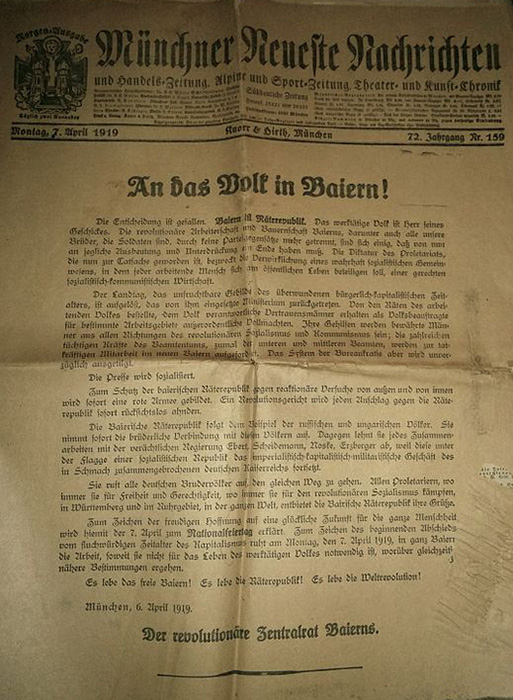 Morgen-Ausgabe
Münchner Neueste Nachrichten
und Handels-Zeitung, Alpine und Sport-Zeitung, Theater- und Kunst-Chronik
Süddeutsche Zeitung
Montag, 7. April 1919
Knorr & Hirth, München
72. Jahrgang Nr. 159
An das Volk in Baiern!
Die Entscheidung ist gefallen. Baiern ist Räterepublik. Das werktätige Volk ist Herr seines
Geschickes. Die revolutionäre Arbeiterschaft und Bauernschaft Baierns, darunter auch alle unsere
Brüder, die Soldaten sind, durch keine Parteigegensätze mehr getrennt, sind sich einig, daß von nun
an jegliche Ausbeutung und Unterdrückung ein Ende haben muß. Die Diktatur des Proletariats,
die nun zur Tatsache geworden ist, bezweckt die Verwirklichung eines wahrhaft sozialistischen Gemein-
wesens, in dem jeder arbeitende Mensch sich am öffentlichen Leben beteiligen soll, einer gerechten
sozialistisch-kommunistischen Wirtschaft.
Der Landtag, das unfruchtbare Gebilde des überwundenen bürgerlich-kapitalistischen Zeit-
alters, ist aufgelöst, das von ihm eingesetzte Ministerium zurückgetreten. Von den Räten des arbei-
tenden Volkes bestellte, dem Volk verantwortliche Vertrauensmänner erhalten als Volksbeauftragte
für bestimmte Arbeitsgebiete außerordentliche Vollmachten. Ihre Gehilfen werden bewährte Män-
ner aus allen Richtungen des revolutionären Sozialismus und Kommunismus sein; die zahlreichen
tüchtigen Kräfte des Beamtentums, zumal der unteren und mittleren Beamten, werden zur tat-
kräftigen Mitarbeit im neuen Baiern aufgefordert. Das System der Bureaukratie aber wird unver-
züglich ausgetilgt.
Die Presse wird sozialisiert.
Zum Schutz der baierischen Räterepublik gegen reaktionäre Versuche von außen und von innen
wird sofort eine rote Armee gebildet. Ein Revolutionsgericht wird jeden Anschlag gegen die Räte-
republik sofort rücksichtslos ahnden.
Die Bairische Räterepublik folgt dem Beispiel der russischen und ungarischen Völker. Sie
nimmt sofort die brüderliche Verbindung mit diesen Völkern auf. Dagegen lehnt sie jedes Zusammen-
arbeiten mit der verächtlichen Regierung Ebert, Scheidemann, Noske, Erzberger ab, weil diese unter
der Flagge einer sozialistischen Republik das imperialistisch-kapitalistisch-militaristische Geschäft des
in Schmach zusammengebrochenen deutschen Kaiserreichs fortsetzt.
Sie ruft alle deutschen Brudervölker auf, den gleichen Weg zu gehen. Allen Proletariern, wo
immer sie für Freiheit und Gerechtigkeit, wo immer sie für den revolutionären Sozialismus kämpfen,
in Württemberg und im Ruhrgebiet, in der ganzen Welt, entbietet die Bairische Räterepublik ihre Grüße.
Zum Zeichen der freudigen Hoffnung auf eine glückliche Zukunft für die ganze Menschheit
wird hiermit der 7. April zum Nationalfeiertag erklärt. Zum Zeichen des beginnenden Abschieds
vom fluchwürdigen Zeitalter des Kapitalismus ruht am Montag, den 7. April 1919, in ganz Baiern
die Arbeit, soweit sie nicht für das Leben des werktätigen Volkes notwendig ist, worüber gleichzeitig
nähere Bestimmungen ergehen.
Es lebe das freie Baiern! Es lebe die Räterepublik! Es lebe die Weltrevolution!
München, 6. April 1919.
Der revolutionäre Zentralrat Baierns.